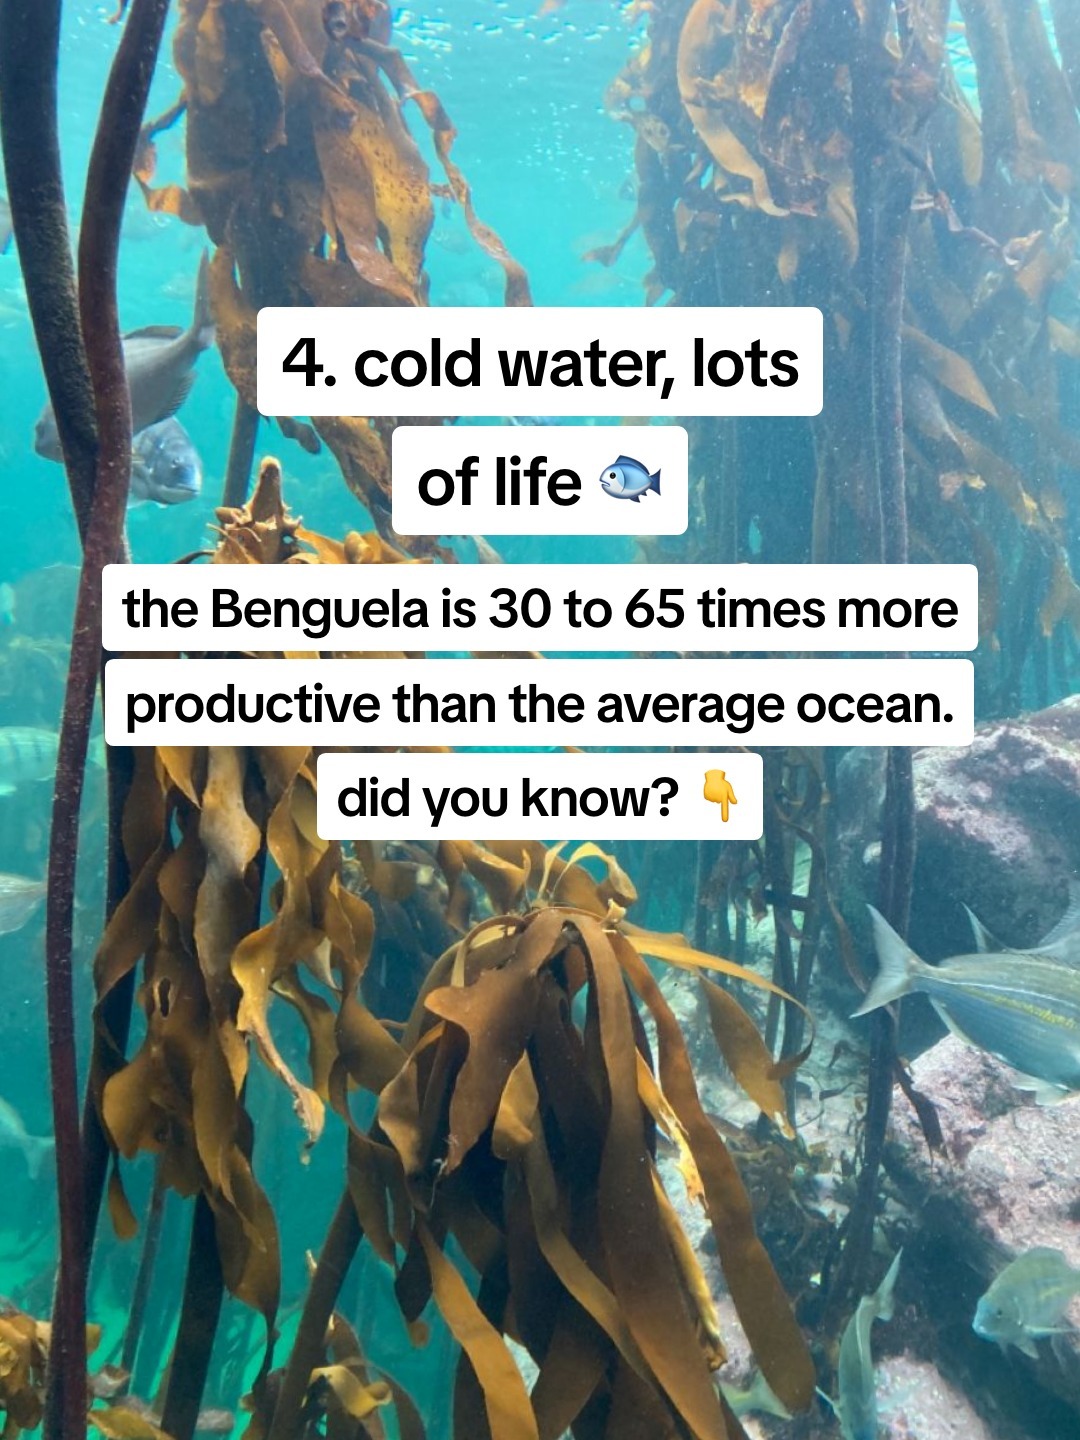 4. cold water, lots
of life 🐟
the Benguela is 30 to 65 times more
productive than the average ocean.
did you know? 👇